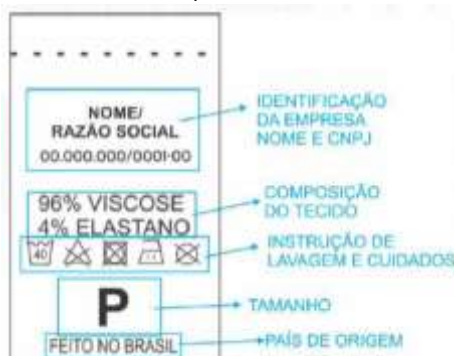 NOME/
RAZÃO SOCIAL
00.000.000/0001-00
IDENTIFICAÇÃO
DA EMPRESA
NOME E CNPJ
96% VISCOSE
4% ELASTANO
COMPOSIÇÃO
DO TECIDO
40
INSTRUÇÃO DE
LAVAGEM E CUIDADOS
P
TAMANHO
FEITO NO BRASIL
PAÍS DE ORIGEM